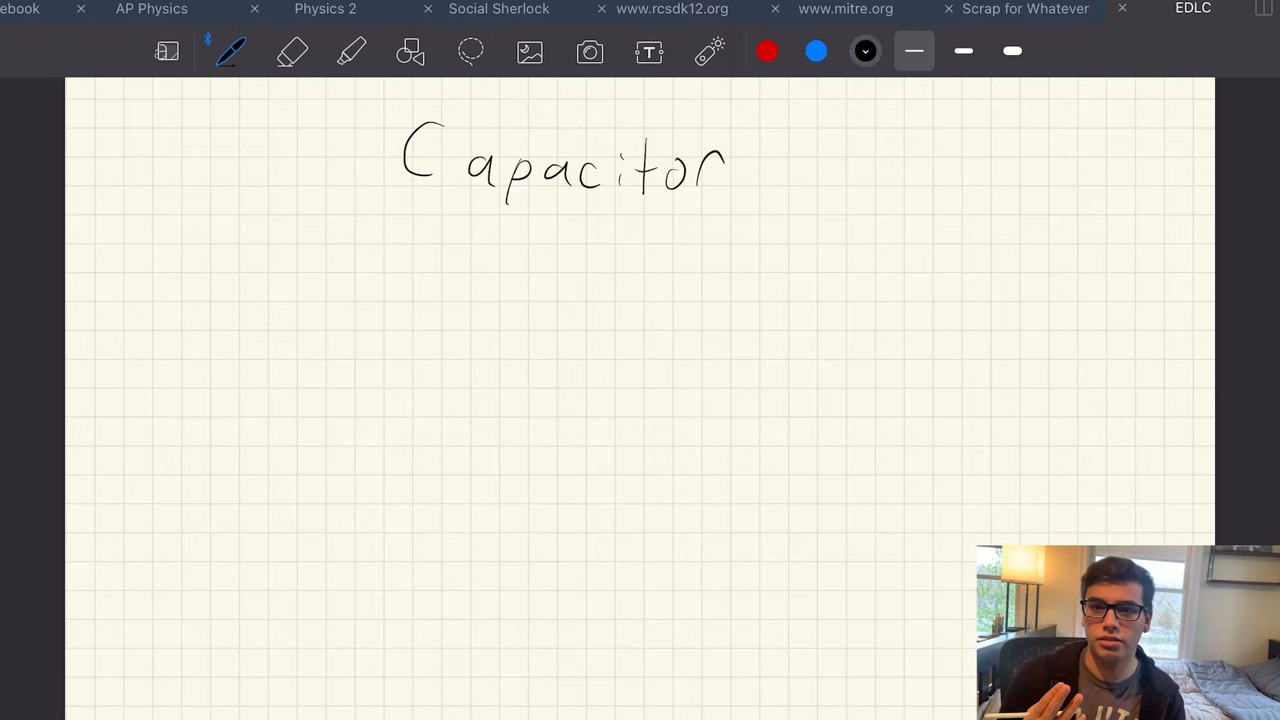 ebook AP Physics Physics 2 Social Sherlock www.rcsdk12.org www.mitre.org Scrap for Whatever EDLC
T
Capacitor